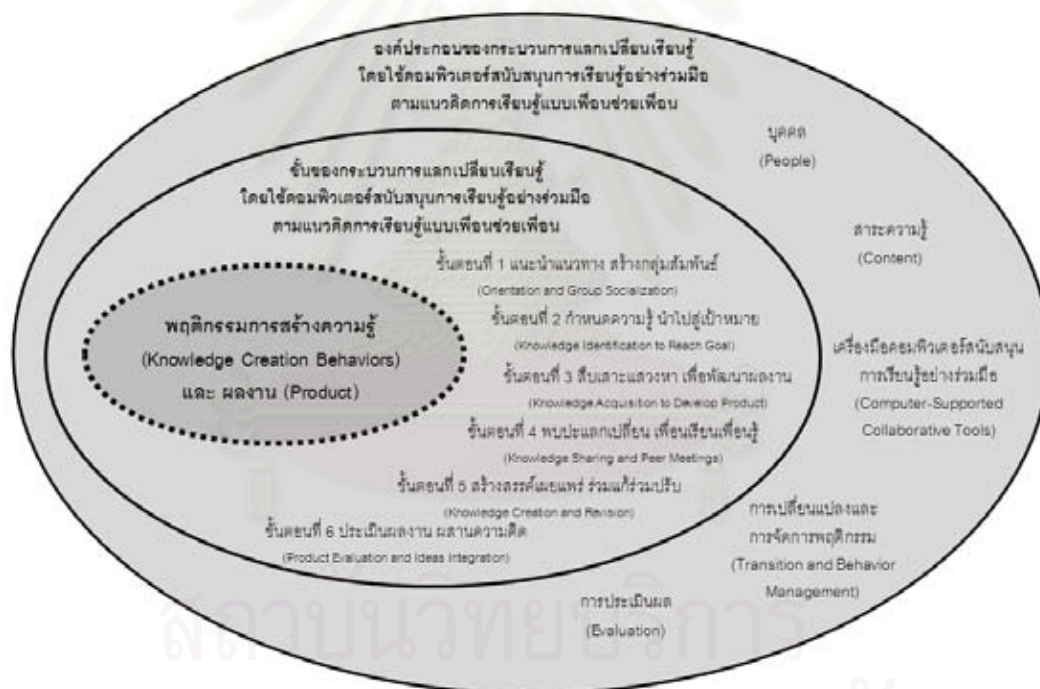 องค์ประกอบของกระบวนการแลกเปลี่ยนเรียนรู้
โดยใช้คอมพิวเตอร์สนับสนุนการเรียนรู้อย่างร่วมมือ
ตามแนวคิดการเรียนรู้แบบเพื่อนช่วยเพื่อน
บุคคล
(People)
สาระความรู้
(Content)
เครื่องมือคอมพิวเตอร์สนับสนุน
การเรียนรู้อย่างร่วมมือ
(Computer-Supported
Collaborative Tools)
การเปลี่ยนแปลงและ
การจัดการพฤติกรรม
(Transition and Behavior
Management)
การประเมินผล
(Evaluation)
ขั้นของกระบวนการแลกเปลี่ยนเรียนรู้
โดยใช้คอมพิวเตอร์สนับสนุนการเรียนรู้อย่างร่วมมือ
ตามแนวคิดการเรียนรู้แบบเพื่อนช่วยเพื่อน
ขั้นตอนที่ 1 แนะนำแนวทาง สร้างกลุ่มสัมพันธ์
(Orientation and Group Socialization)
ขั้นตอนที่ 2 กำหนดความรู้ นำไปสู่เป้าหมาย
(Knowledge Identification to Reach Goal)
ขั้นตอนที่ 3 สืบเสาะแสวงหา เพื่อพัฒนาผลงาน
(Knowledge Acquisition to Develop Product)
ขั้นตอนที่ 4 พบปะแลกเปลี่ยน เพื่อนเรียนเพื่อนรู้
(Knowledge Sharing and Peer Meetings)
ขั้นตอนที่ 5 สร้างสรรค์เผยแพร่ ร่วมแก้ร่วมปรับ
(Knowledge Creation and Revision)
ขั้นตอนที่ 6 ประเมินผลงาน ผสานความคิด
(Product Evaluation and Ideas Integration)
พฤติกรรมการสร้างความรู้
(Knowledge Creation Behaviors)
และ ผลงาน (Product)
สถาบันวิทยบริการ